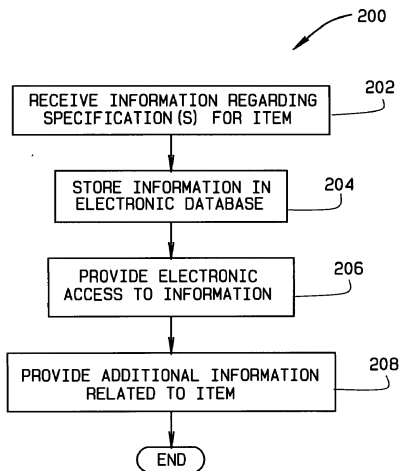 200
RECEIVE INFORMATION REGARDING
SPECIFICATION(S) FOR ITEM
202
STORE INFORMATION IN
ELECTRONIC DATABASE
204
PROVIDE ELECTRONIC
ACCESS TO INFORMATION
206
PROVIDE ADDITIONAL INFORMATION
RELATED TO ITEM
208
END